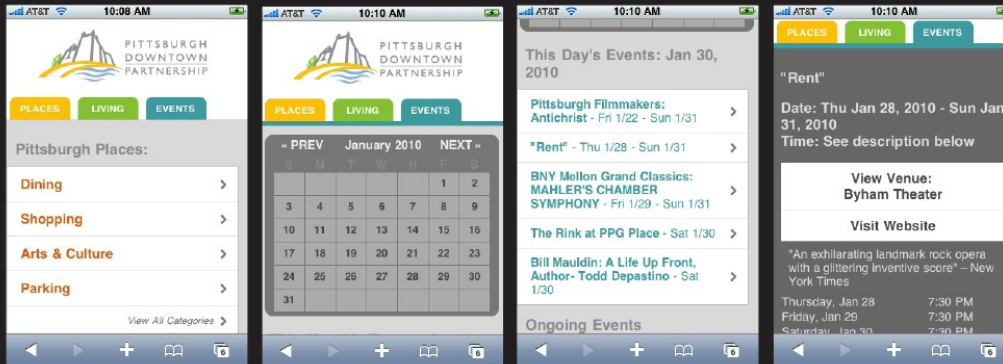 AT&T 10:08 AM
PITTSBURGH
DOWNTOWN
PARTNERSHIP
PLACES LIVING EVENTS
Pittsburgh Places:
Dining
Shopping
Arts & Culture
Parking
View All Categories
6
AT&T 10:10 AM
PITTSBURGH
DOWNTOWN
PARTNERSHIP
PLACES LIVING EVENTS
« PREV January 2010 NEXT »
S M T W H F S
1 2
3 4 5 6 7 8 9
10 11 12 13 14 15 16
17 18 19 20 21 22 23
24 25 26 27 28 29 30
31
6
AT&T 10:10 AM
This Day's Events: Jan 30,
2010
Pittsburgh Filmmakers:
Antichrist - Fri 1/22 - Sun 1/31
"Rent" - Thu 1/28 - Sun 1/31
BNY Mellon Grand Classics:
MAHLER'S CHAMBER
SYMPHONY - Fri 1/29 - Sun 1/31
The Rink at PPG Place - Sat 1/30
Bill Mauldin: A Life Up Front,
Author- Todd Depastino - Sat
1/30
Ongoing Events
6
AT&T 10:10 AM
PLACES LIVING EVENTS
"Rent"
Date: Thu Jan 28, 2010 - Sun Jan
31, 2010
Time: See description below
View Venue:
Byham Theater
Visit Website
"An exhilarating landmark rock opera
with a glittering inventive score" – New
York Times
Thursday, Jan 28 7:30 PM
Friday, Jan 29 7:30 PM
Saturday, Jan 30 7:30 PM
6